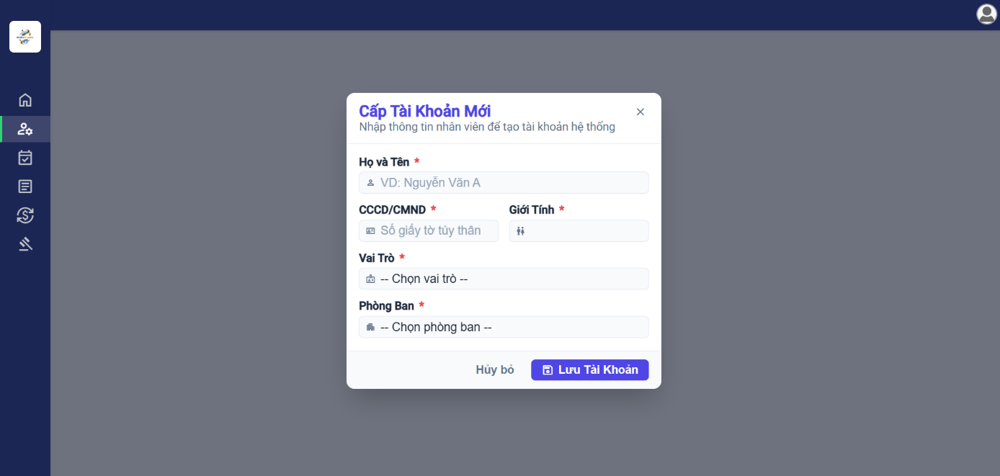 Cấp Tài Khoản Mới
Nhập thông tin nhân viên để tạo tài khoản hệ thống
Họ và Tên *
VD: Nguyễn Văn A
CCCD/CMND * Giới Tính *
Số giấy tờ tùy thân
Vai Trò *
-- Chọn vai trò --
Phòng Ban *
-- Chọn phòng ban --
Hủy bỏ Lưu Tài Khoản